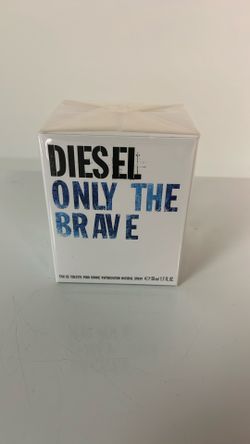 DIESEL
ONLY THE
BRAVE
EAU DE TOILETTE POUR HOMME VAPORISATEUR NATURAL SPRAY